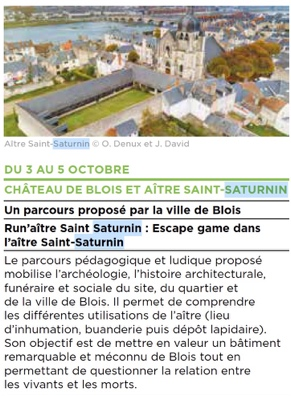 Aître Saint-Saturnin © O. Denux et J. David
DU 3 AU 5 OCTOBRE
CHÂTEAU DE BLOIS ET AÎTRE SAINT-SATURNIN
Un parcours proposé par la ville de Blois
Run’aître Saint Saturnin : Escape game dans
l’aître Saint-Saturnin
Le parcours pédagogique et ludique proposé
mobilise l’archéologie, l’histoire architecturale,
funéraire et sociale du site, du quartier et
de la ville de Blois. Il permet de comprendre
les différentes utilisations de l’aître (lieu
d’inhumation, buanderie puis dépôt lapidaire).
Son objectif est de mettre en valeur un bâtiment
remarquable et méconnu de Blois tout en
permettant de questionner la relation entre
les vivants et les morts.